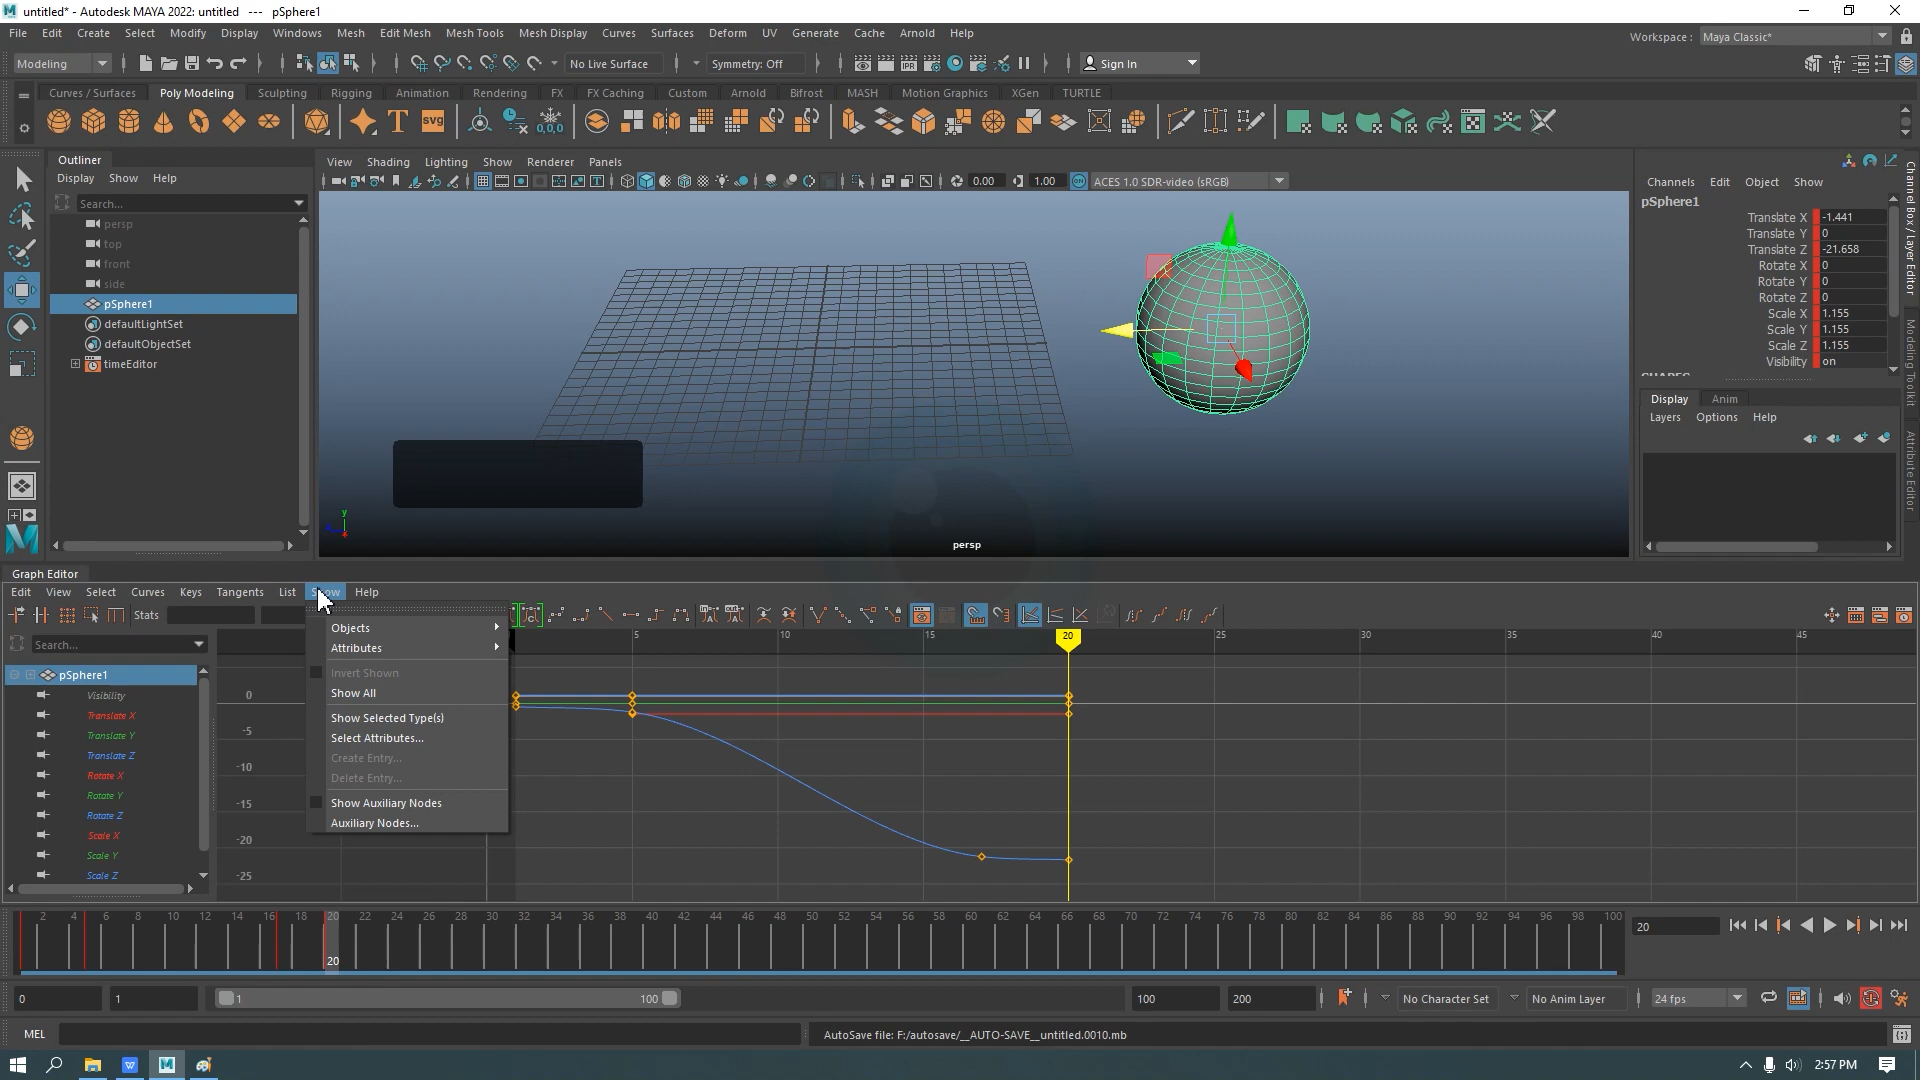 untitled* - Autodesk MAYA 2022: untitled --- pSphere1
File Edit Create Select Modify Display Windows Mesh Edit Mesh Mesh Tools Mesh Display Curves Surfaces Deform UV Generate Cache Arnold Help
Workspace : Maya Classic*
Modeling No Live Surface Symmetry: Off Sign In
Curves / Surfaces Poly Modeling Sculpting Rigging Animation Rendering FX FX Caching Custom Arnold Bifrost MASH Motion Graphics XGen TURTLE
Outliner
Display Show Help
Search...
persp
top
front
side
pSphere1
defaultLightSet
defaultObjectSet
timeEditor
View Shading Lighting Show Renderer Panels
0.00 1.00 ACES 1.0 SDR-video (sRGB)
persp
Channels Edit Object Show
pSphere1
Translate X -1.441
Translate Y 0
Translate Z -21.658
Rotate X 0
Rotate Y 0
Rotate Z 0
Scale X 1.155
Scale Y 1.155
Scale Z 1.155
Visibility on
Display Anim
Layers Options Help
Channel Box / Layer Editor
Modeling Toolkit
Attribute Editor
Graph Editor
Edit View Select Curves Keys Tangents List Show Help
Stats
Search...
pSphere1
Visibility
Translate X
Translate Y
Translate Z
Rotate X
Rotate Y
Rotate Z
Scale X
Scale Y
Scale Z
Objects
Attributes
Invert Shown
Show All
Show Selected Type(s)
Select Attributes...
Create Entry...
Delete Entry...
Show Auxiliary Nodes
Auxiliary Nodes...
5 10 15 20 25 30 35 40 45
0
-5
-10
-15
-20
-25
2 4 6 8 10 12 14 16 18 20 22 24 26 28 30 32 34 36 38 40 42 44 46 48 50 52 54 56 58 60 62 64 66 68 70 72 74 76 78 80 82 84 86 88 90 92 94 96 98 100
20
20
0 1 1 100 100 200 No Character Set No Anim Layer 24 fps
MEL AutoSave file: F:/autosave/__AUTO-SAVE__untitled.0010.mb
2:57 PM